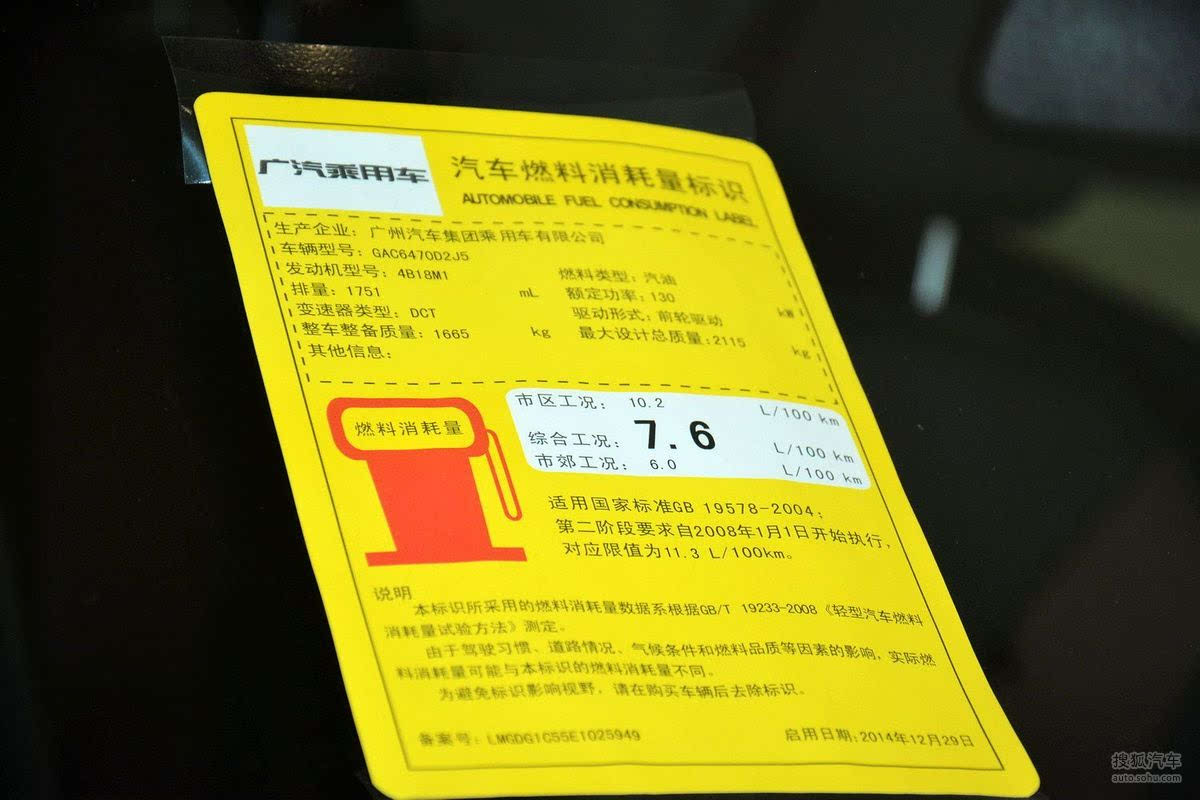 广汽乘用车
汽车燃料消耗量标识
AUTOMOBILE FUEL CONSUMPTION LABEL
生产企业：广州汽车集团乘用车有限公司
车辆型号：GAC6470D2J5
发动机型号：4B18M1 燃料类型：汽油
排量：1751 mL 额定功率：130 kW
变速器类型：DCT 驱动形式：前轮驱动
整车整备质量：1665 kg 最大设计总质量：2115 kg
其他信息：
燃料消耗量
市区工况： 10.2 L/100 km
综合工况： 7.6 L/100 km
市郊工况： 6.0 L/100 km
适用国家标准GB 19578-2004；
第二阶段要求自2008年1月1日开始执行，
对应限值为11.3 L/100km。
说明
本标识所采用的燃料消耗量数据系根据GB/T 19233-2008《轻型汽车燃料
消耗量试验方法》测定。
由于驾驶习惯、道路情况、气候条件和燃料品质等因素的影响，实际燃
料消耗量可能与本标识的燃料消耗量不同。
为避免标识影响视野，请在购买车辆后去除标识。
备案号：LMGDG1C55E1025949 启用日期：2014年12月29日
搜狐汽车
auto.sohu.com